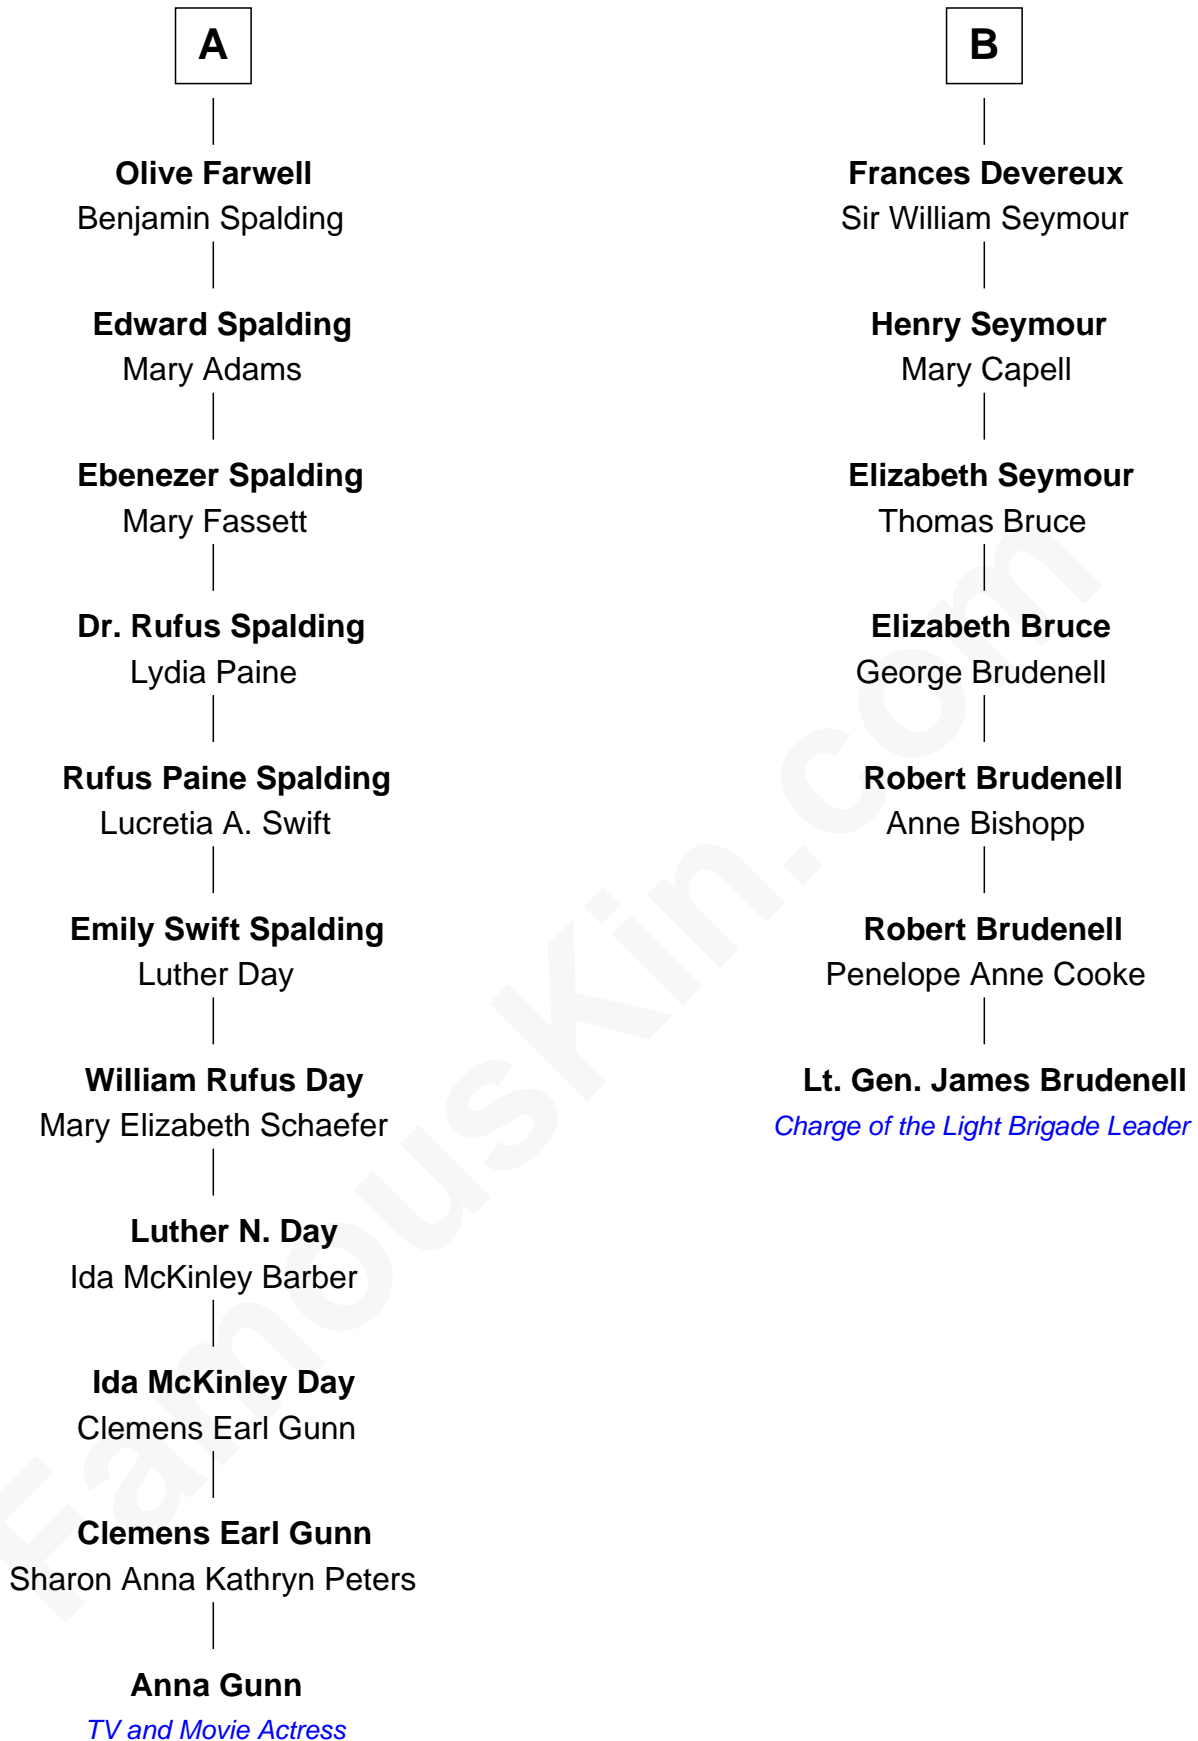 A
Olive Farwell
Benjamin Spalding
Edward Spalding
Mary Adams
Ebenezer Spalding
Mary Fassett
Dr. Rufus Spalding
Lydia Paine
Rufus Paine Spalding
Lucretia A. Swift
Emily Swift Spalding
Luther Day
William Rufus Day
Mary Elizabeth Schaefer
Luther N. Day
Ida McKinley Barber
Ida McKinley Day
Clemens Earl Gunn
Clemens Earl Gunn
Sharon Anna Kathryn Peters
Anna Gunn
TV and Movie Actress
B
Frances Devereux
Sir William Seymour
Henry Seymour
Mary Capell
Elizabeth Seymour
Thomas Bruce
Elizabeth Bruce
George Brudenell
Robert Brudenell
Anne Bishopp
Robert Brudenell
Penelope Anne Cooke
Lt. Gen. James Brudenell
Charge of the Light Brigade Leader
FamousKin.com